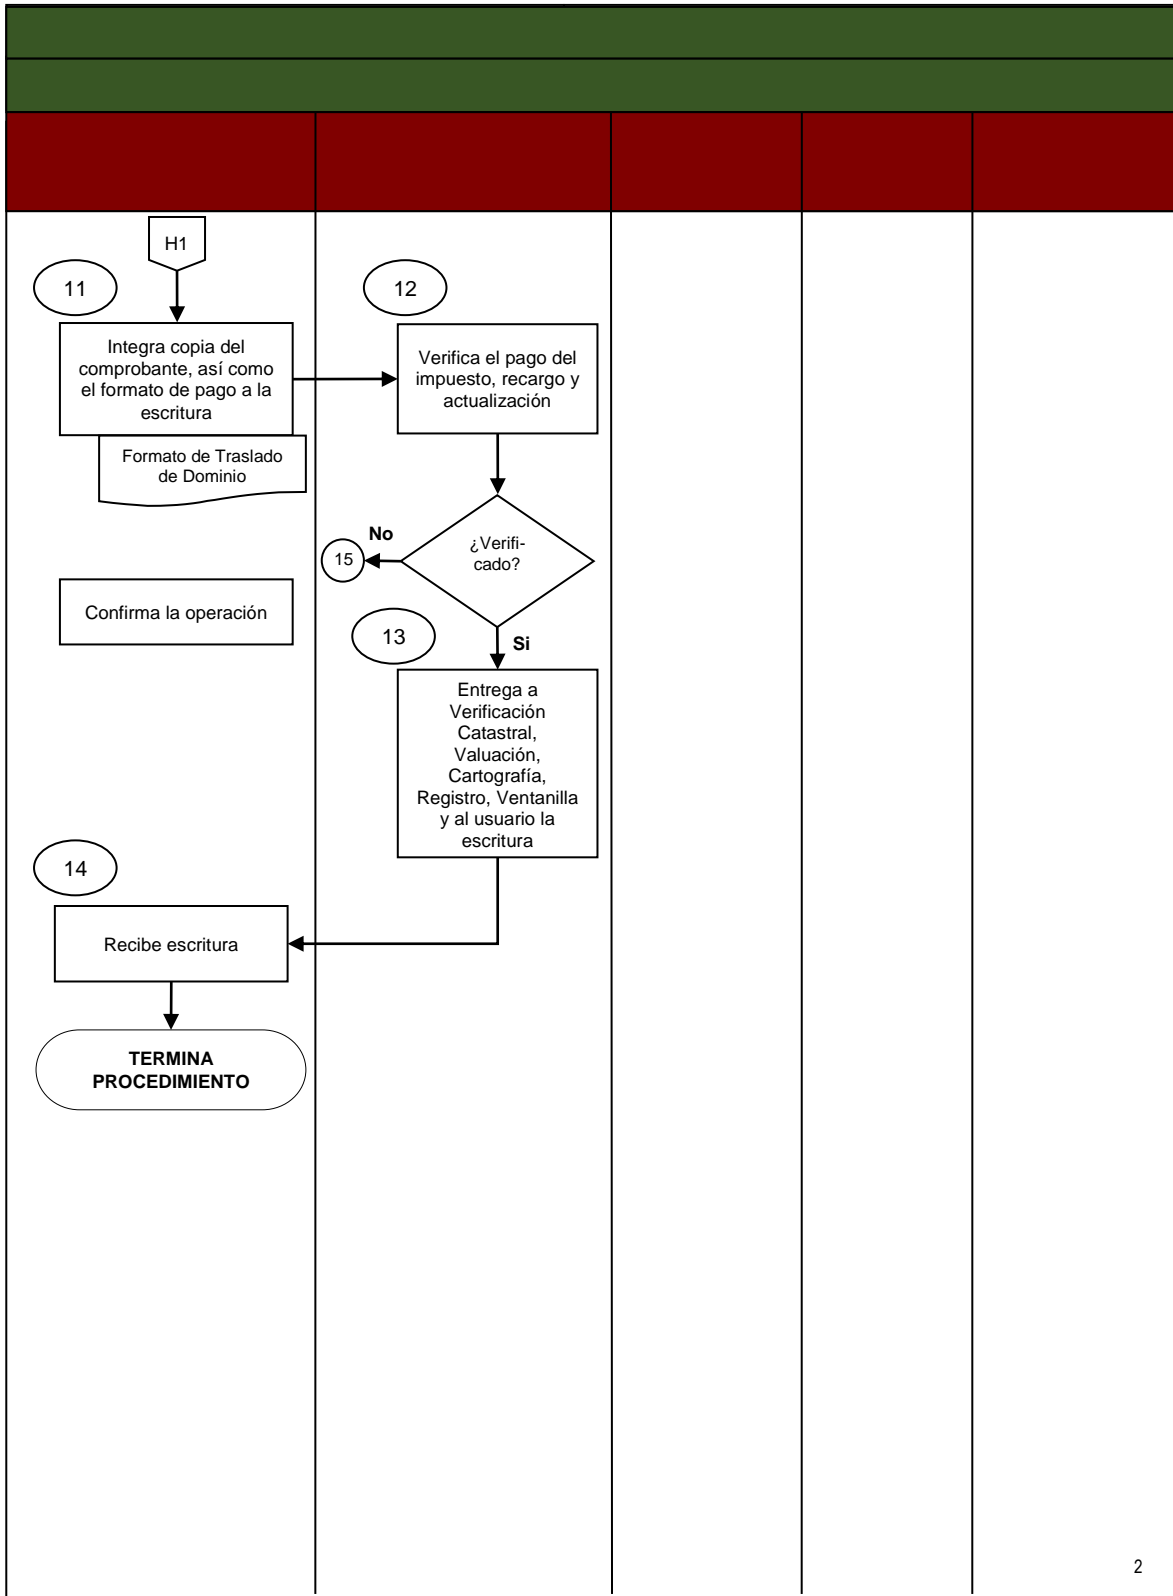 H1
11
Integra copia del
comprobante, así como
el formato de pago a la
escritura
Formato de Traslado
de Dominio
12
Verifica el pago del
impuesto, recargo y
actualización
¿Verifi-
cado?
No
15
Si
Confirma la operación
13
Entrega a
Verificación
Catastral,
Valuación,
Cartografía,
Registro, Ventanilla
y al usuario la
escritura
14
Recibe escritura
TERMINA
PROCEDIMIENTO
2